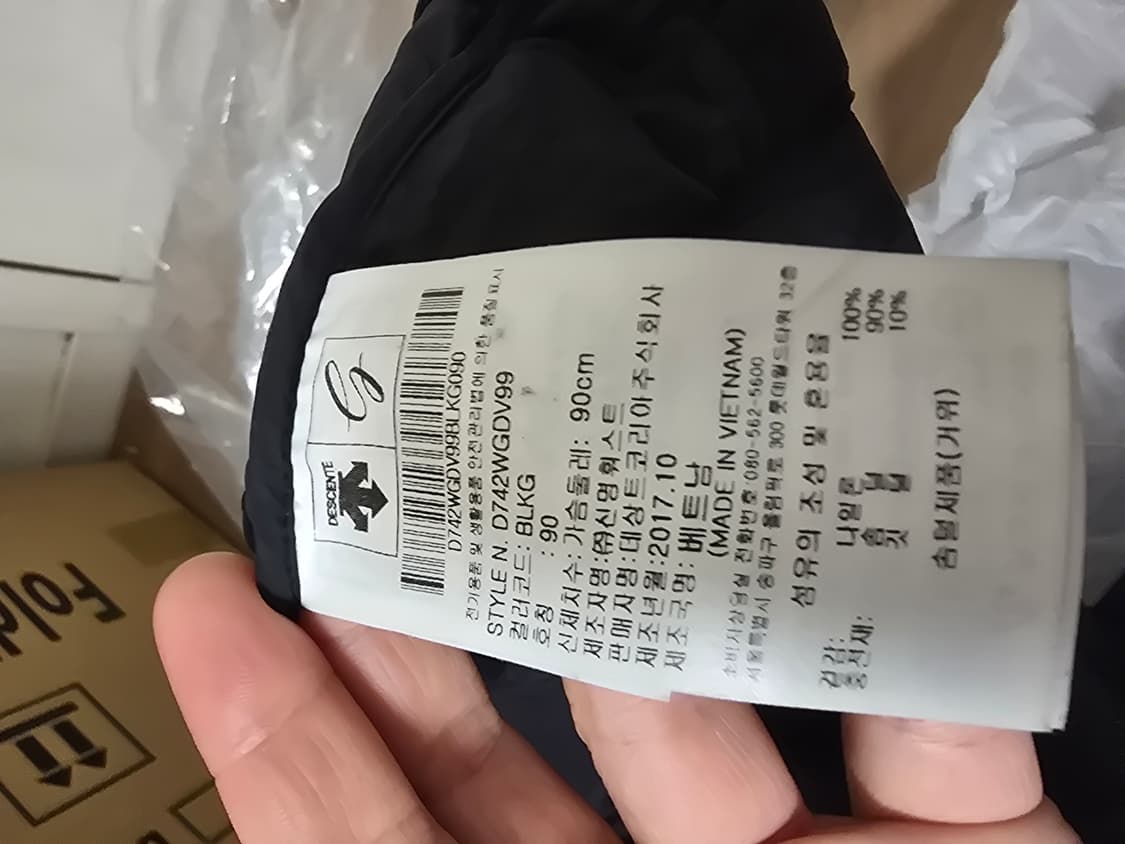 DESCENTE
D742WGDV99BLKG090
전기용품 및 생활용품 안전관리법에 의한 품질 표시
STYLE N D742WGDV99
컬러코드: BLKG
호칭 : 90
신체치수: 가슴둘레: 90cm
제조자명:㈜신명휘스트
판매자명:데상트코리아주식회사
제조년월:2017.10
제조국명: 베트남
(MADE IN VIETNAM)
소비자상담실 전화번호:080-562-5600
서울특별시 송파구 올림픽로 300 롯데월드타워 32층
섬유의 조성 및 혼용율
겉감: 나일론 100%
충전재: 솜털 90%
깃털 10%
솜털제품(거위)
Fold